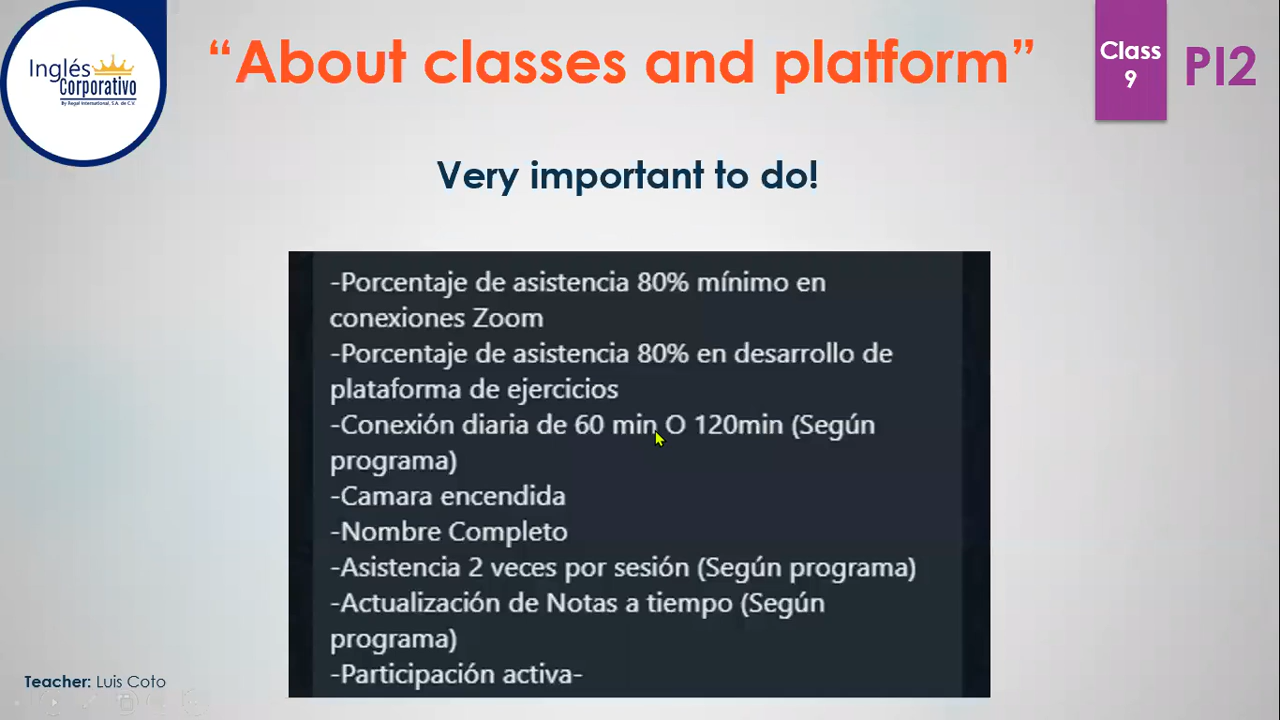 Inglés
Corporativo
By Regal International, S.A. de C.V.
“About classes and platform”
Class
9
PI2
Very important to do!
-Porcentaje de asistencia 80% mínimo en
conexiones Zoom
-Porcentaje de asistencia 80% en desarrollo de
plataforma de ejercicios
-Conexión diaria de 60 min O 120min (Según
programa)
-Camara encendida
-Nombre Completo
-Asistencia 2 veces por sesión (Según programa)
-Actualización de Notas a tiempo (Según
programa)
-Participación activa-
Teacher: Luis Coto